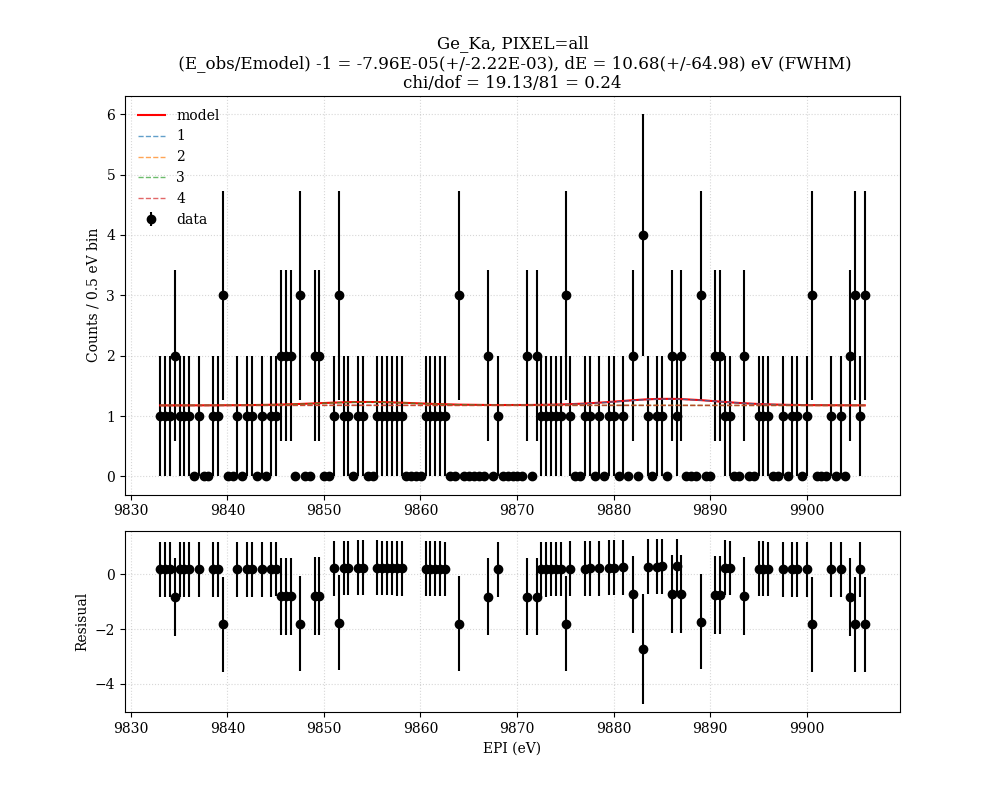 Ge_Ka, PIXEL=all
(E_obs/Emodel) -1 = -7.96E-05(+/-2.22E-03), dE = 10.68(+/-64.98) eV (FWHM)
chi/dof = 19.13/81 = 0.24
model
1
2
3
4
data
Counts / 0.5 eV bin
6
5
4
3
2
1
0
9830 9840 9850 9860 9870 9880 9890 9900
Resisual
0
−2
−4
9830 9840 9850 9860 9870 9880 9890 9900
EPI (eV)